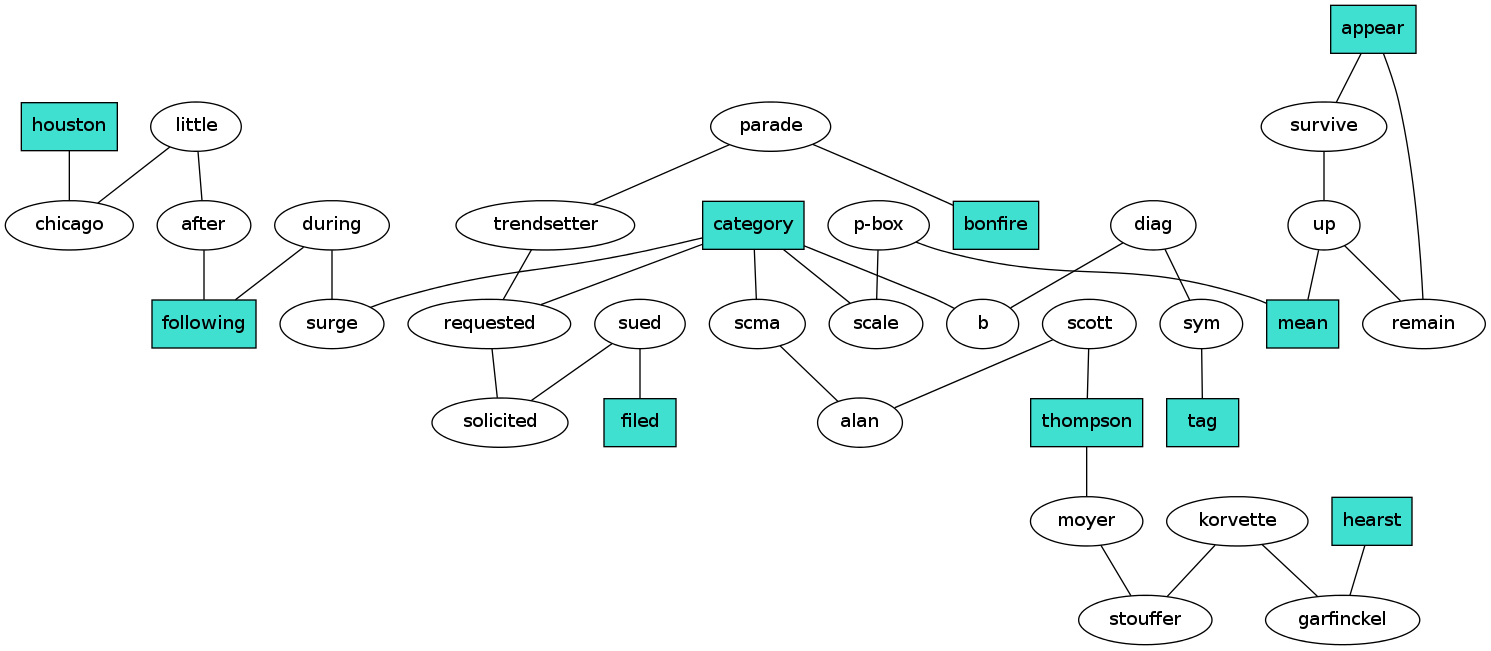 appear
houston
little
parade
survive
chicago
after
during
trendsetter
category
p-box
bonfire
diag
up
following
surge
requested
sued
scma
scale
b
scott
sym
mean
remain
solicited
filed
alan
thompson
tag
moyer
korvette
hearst
stouffer
garfinckel